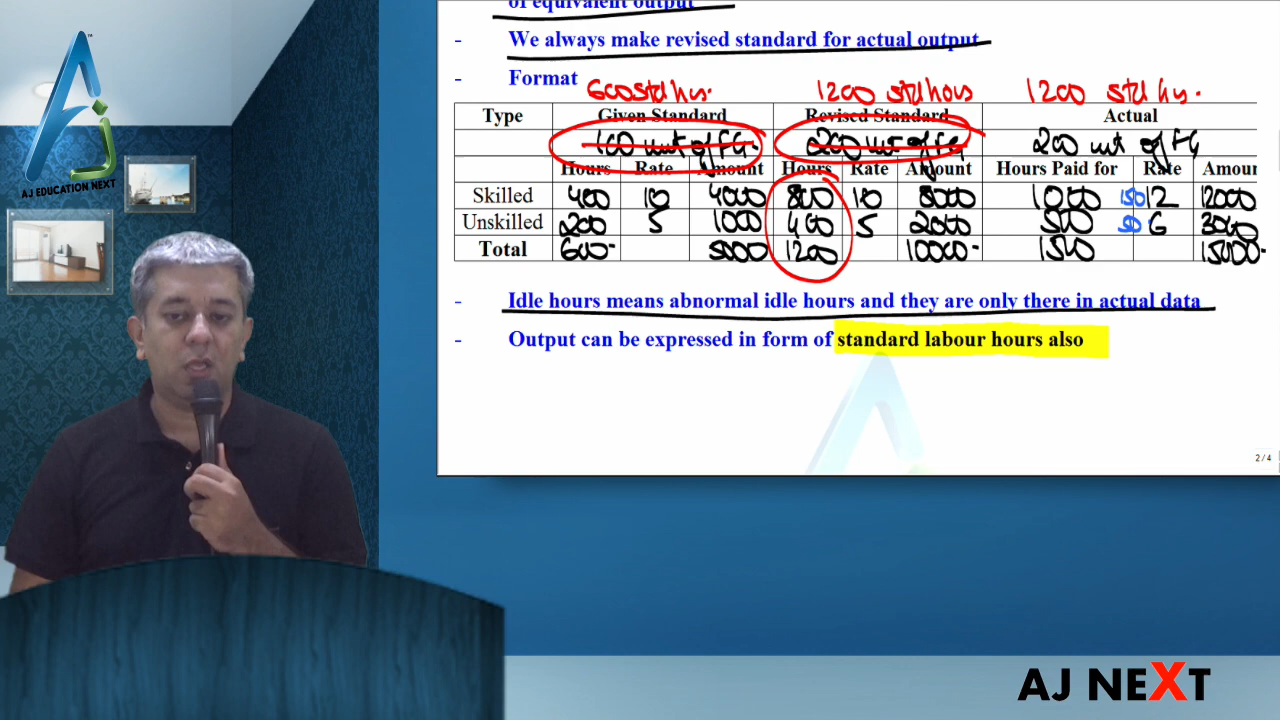 of equivalent output
- We always make revised standard for actual output
- Format
600 std hrs. 1200 std hours 1200 std hr.
Type Given Standard Revised Standard Actual
100 unit of FG. 200 unt of FG 200 unt of FG
Hours Rate Amount Hours Rate Amount Hours Paid for Rate Amoun
Skilled 400 10 4000 800 10 8000 1000 150 12 12000
Unskilled 200 5 1000 400 5 2000 500 50 6 3000
Total 600 5000 1200 10000 1500 15000
- Idle hours means abnormal idle hours and they are only there in actual data
- Output can be expressed in form of standard labour hours also
2/4
AJ EDUCATION NEXT
AJ NEXT